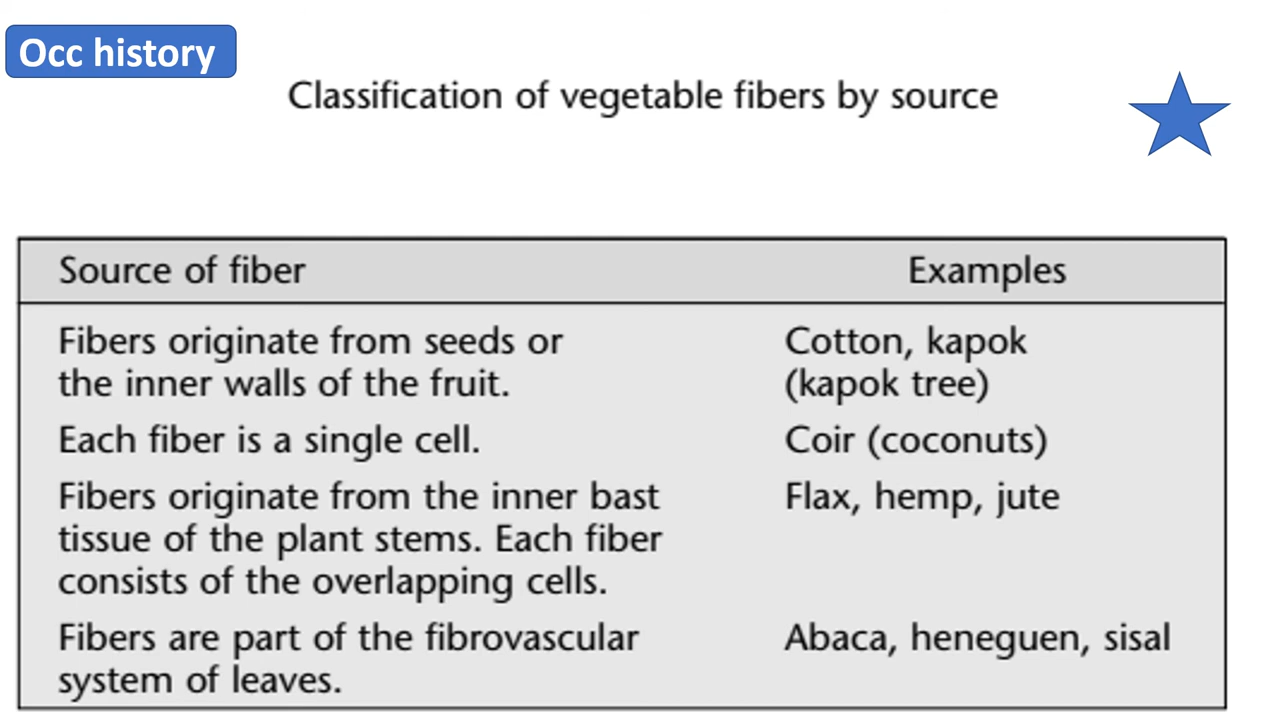 Occ history
Classification of vegetable fibers by source
Source of fiber Examples
Fibers originate from seeds or Cotton, kapok
the inner walls of the fruit. (kapok tree)
Each fiber is a single cell. Coir (coconuts)
Fibers originate from the inner bast Flax, hemp, jute
tissue of the plant stems. Each fiber
consists of the overlapping cells.
Fibers are part of the fibrovascular Abaca, heneguen, sisal
system of leaves.